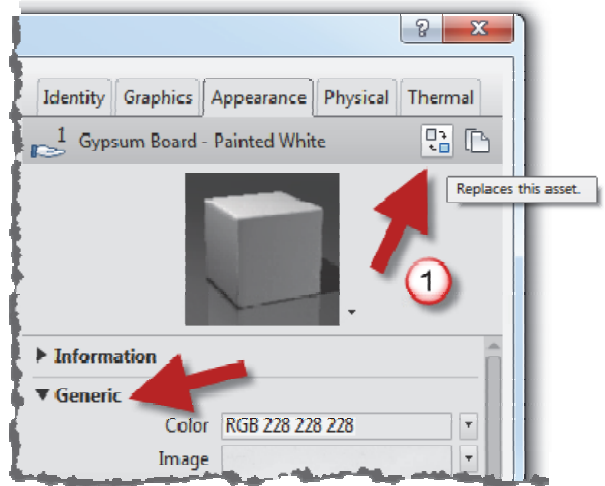 ?
Identity Graphics Appearance Physical Thermal
1 Gypsum Board - Painted White
Replaces this asset.
1
Information
Generic
Color RGB 228 228 228
Image